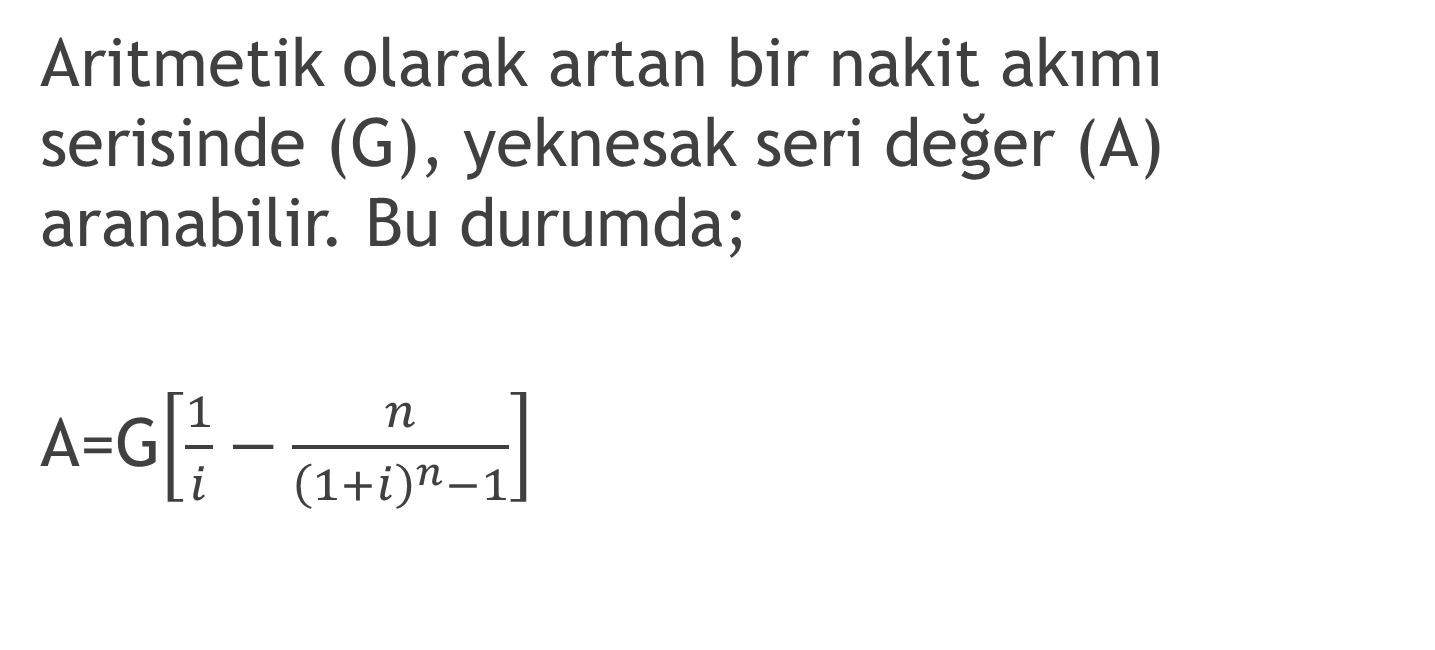 Aritmetik olarak artan bir nakit akımı
serisinde (G), yeknesak seri değer (A)
aranabilir. Bu durumda;
A=G[1/i − n/((1+i)ⁿ−1)]